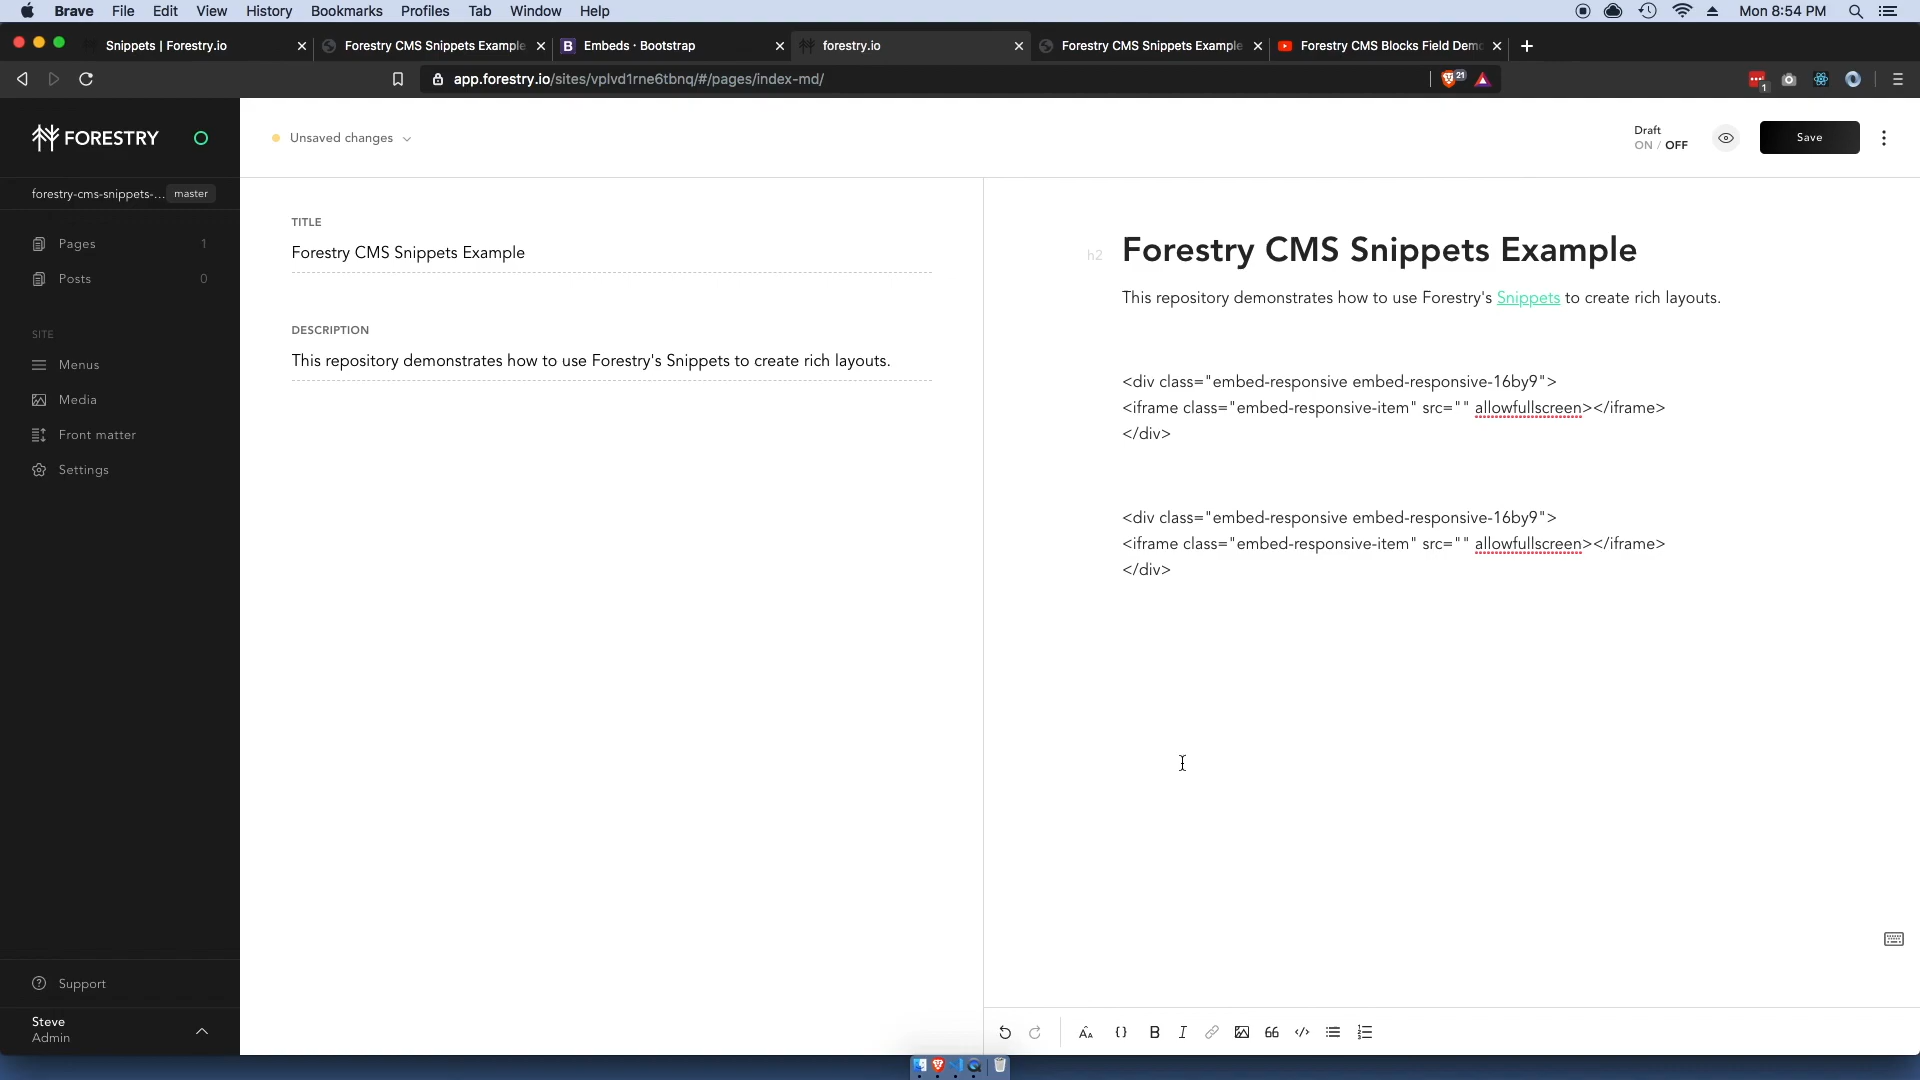 Brave File Edit View History Bookmarks Profiles Tab Window Help Mon 8:54 PM
Snippets | Forestry.io Forestry CMS Snippets Example B Embeds · Bootstrap forestry.io Forestry CMS Snippets Example Forestry CMS Blocks Field Demo
app.forestry.io/sites/vplvd1rne6tbnq/#/pages/index-md/ 21 1
FORESTRY
Unsaved changes
Draft
ON / OFF
Save
forestry-cms-snippets-... master
Pages 1
Posts 0
SITE
Menus
Media
Front matter
Settings
Support
Steve
Admin
TITLE
Forestry CMS Snippets Example
DESCRIPTION
This repository demonstrates how to use Forestry's Snippets to create rich layouts.
h2 Forestry CMS Snippets Example
This repository demonstrates how to use Forestry's Snippets to create rich layouts.
<div class="embed-responsive embed-responsive-16by9">
<iframe class="embed-responsive-item" src="" allowfullscreen></iframe>
</div>
<div class="embed-responsive embed-responsive-16by9">
<iframe class="embed-responsive-item" src="" allowfullscreen></iframe>
</div>